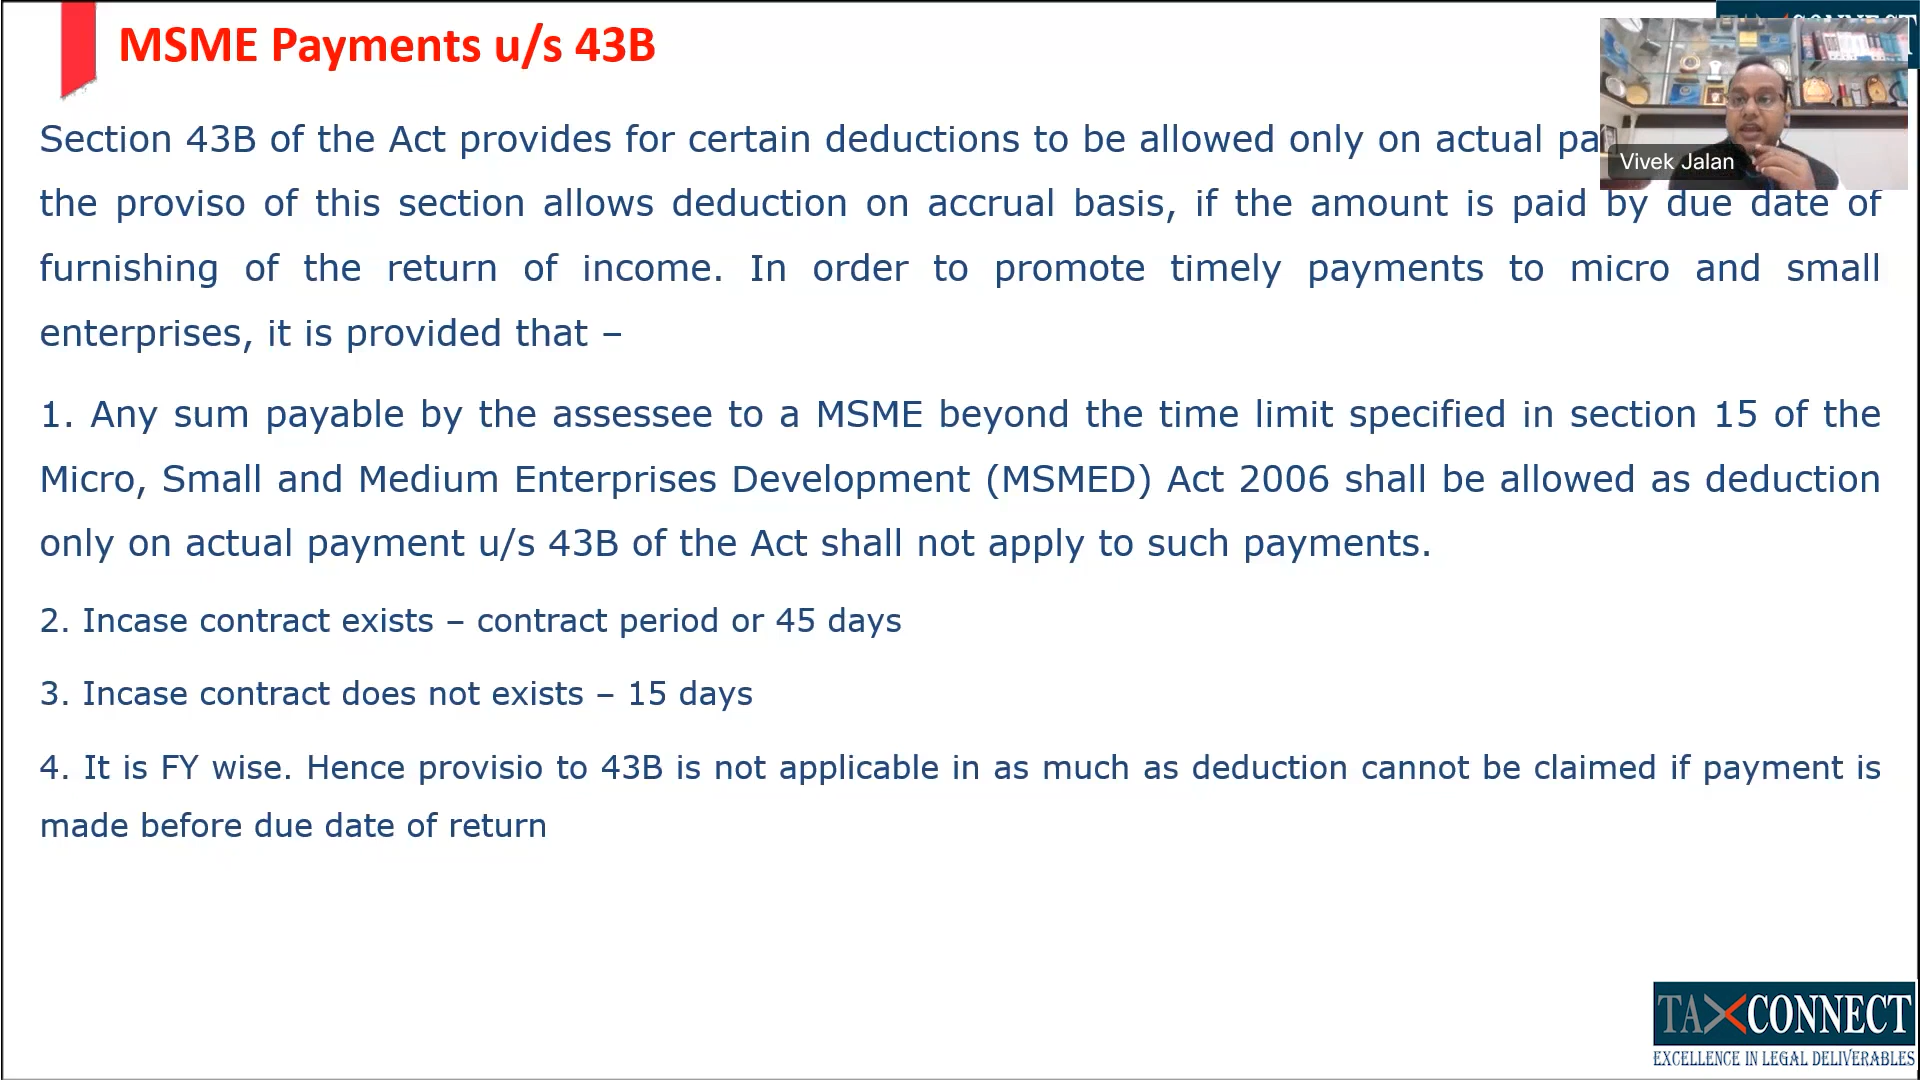 MSME Payments u/s 43B
Vivek Jalan
Section 43B of the Act provides for certain deductions to be allowed only on actual
the proviso of this section allows deduction on accrual basis, if the amount is paid by due date of
furnishing of the return of income. In order to promote timely payments to micro and small
enterprises, it is provided that –
1. Any sum payable by the assessee to a MSME beyond the time limit specified in section 15 of the
Micro, Small and Medium Enterprises Development (MSMED) Act 2006 shall be allowed as deduction
only on actual payment u/s 43B of the Act shall not apply to such payments.
2. Incase contract exists – contract period or 45 days
3. Incase contract does not exists – 15 days
4. It is FY wise. Hence provisio to 43B is not applicable in as much as deduction cannot be claimed if payment is
made before due date of return
TAXCONNECT
EXCELLENCE IN LEGAL DELIVERABLES